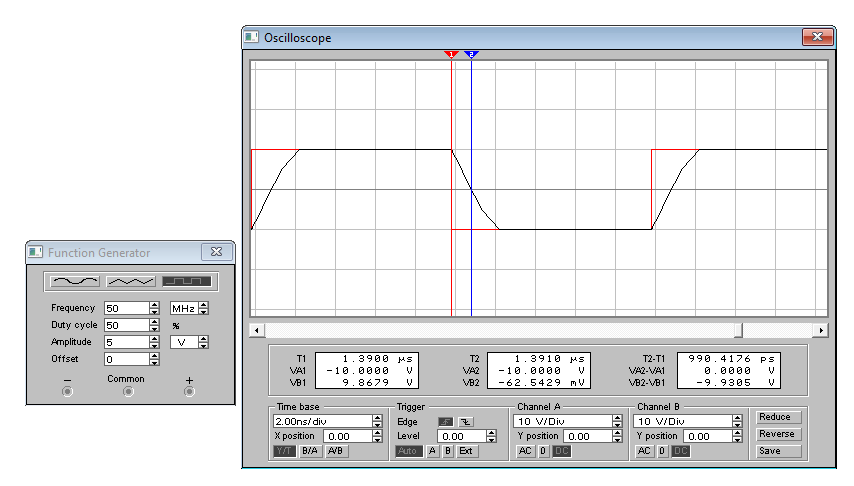 Oscilloscope
1 2
Function Generator
Frequency 50 MHz
Duty cycle 50 %
Amplitude 5 V
Offset 0
− Common +
T1 1.3900 µs
VA1 -10.0000 V
VB1 9.8679 V
T2 1.3910 µs
VA2 -10.0000 V
VB2 -62.5429 mV
T2-T1 990.4176 ps
VA2-VA1 0.0000 V
VB2-VB1 -9.9305 V
Time base
2.00ns/div
X position 0.00
Y/T B/A A/B
Trigger
Edge
Level 0.00
Auto A B Ext
Channel A
10 V/Div
Y position 0.00
AC 0 DC
Channel B
10 V/Div
Y position 0.00
AC 0 DC
Reduce
Reverse
Save